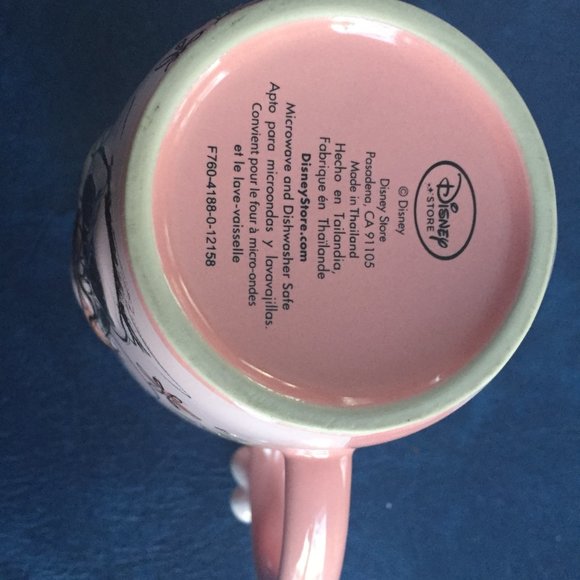 Disney
STORE
© Disney
Disney Store
Pasadena, CA 91105
Made in Thailand
Hecho en Tailandia,
Fabrique én Thaïlande
DisneyStore.com
Microwave and Dishwasher Safe
Apto para microondas y lavavajillas.
Convient pour le four à micro-ondes
et le lave-vaisselle
F760-4188-0-12158